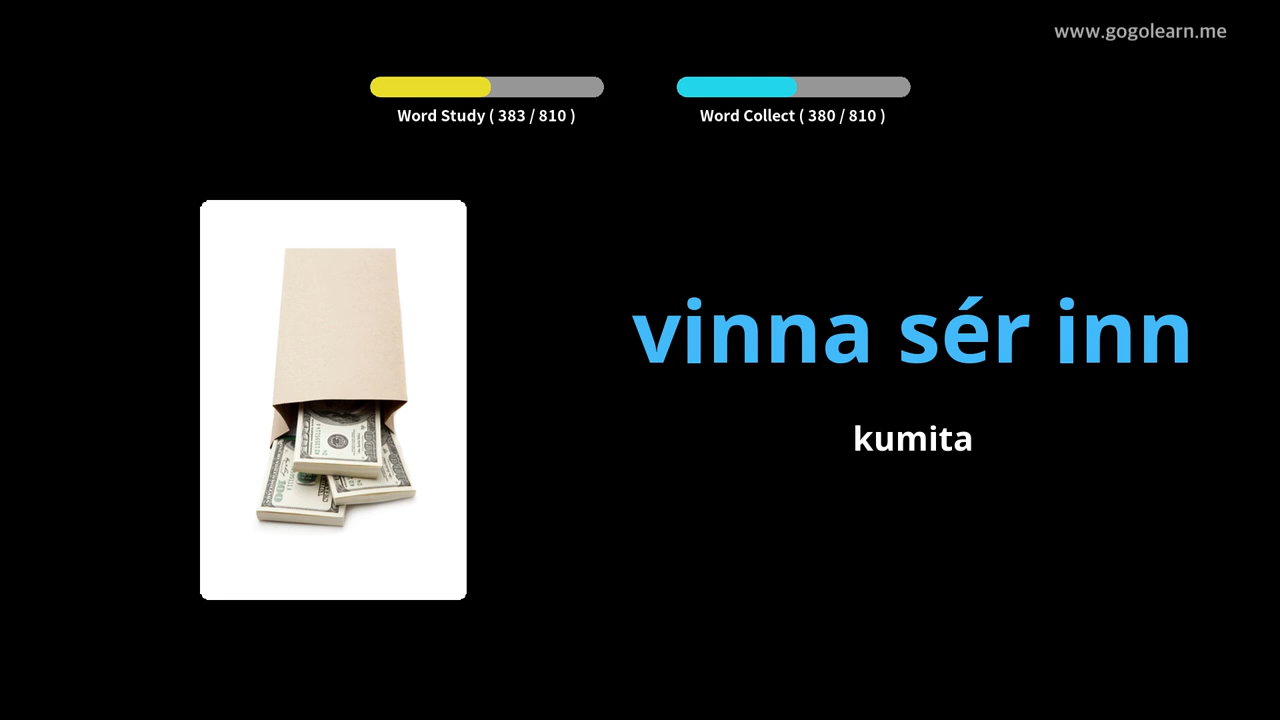 www.gogolearn.me
Word Study ( 383 / 810 )
Word Collect ( 380 / 810 )
vinna sér inn
kumita